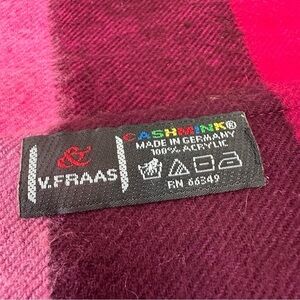 &
V.FRAAS
CASHMINK®
MADE IN GERMANY
100% ACRYLIC
RN 66349